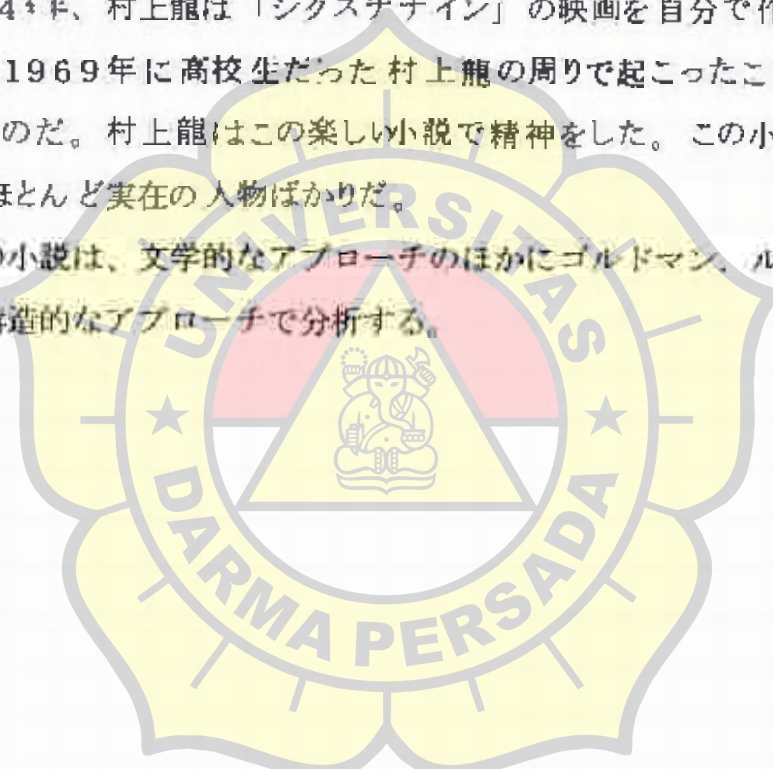 、村上龍は「シクスナナイン」の映画を自分で作
1969年に高校生だった村上龍の周りで起こったこ
のだ。村上龍はこの楽しい小説で精神をした。この小
ほとんど実在の人物ばかりだ。
小説は、文学的なアプローチのほかにゴルドマン、ル
造的なアプローチで分析する。
UNIVERSITAS
DARMA PERSADA